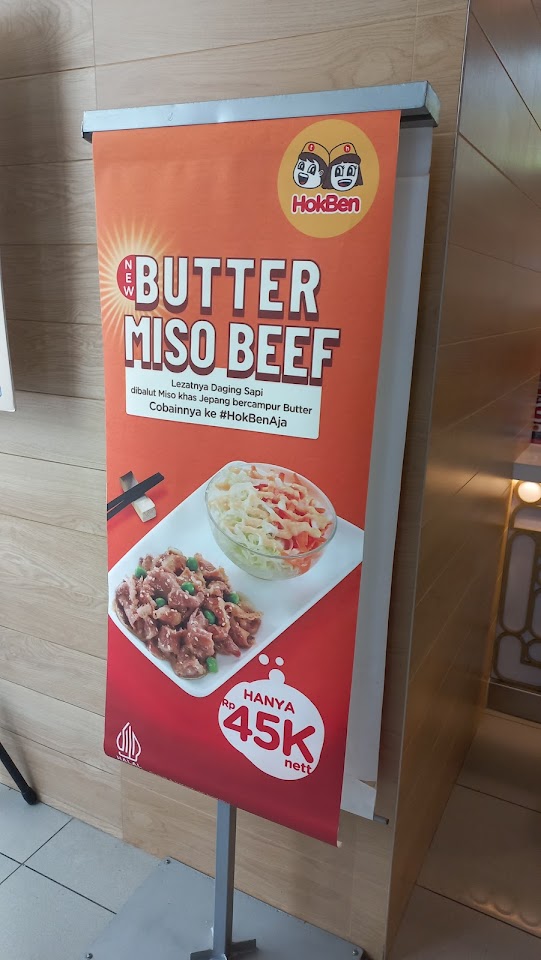 HokBen
NEW
BUTTER
MISO BEEF
Lezatnya Daging Sapi
dibalut Miso khas Jepang bercampur Butter
Cobainnya ke #HokBenAja
HANYA
Rp 45K
nett
HALAL